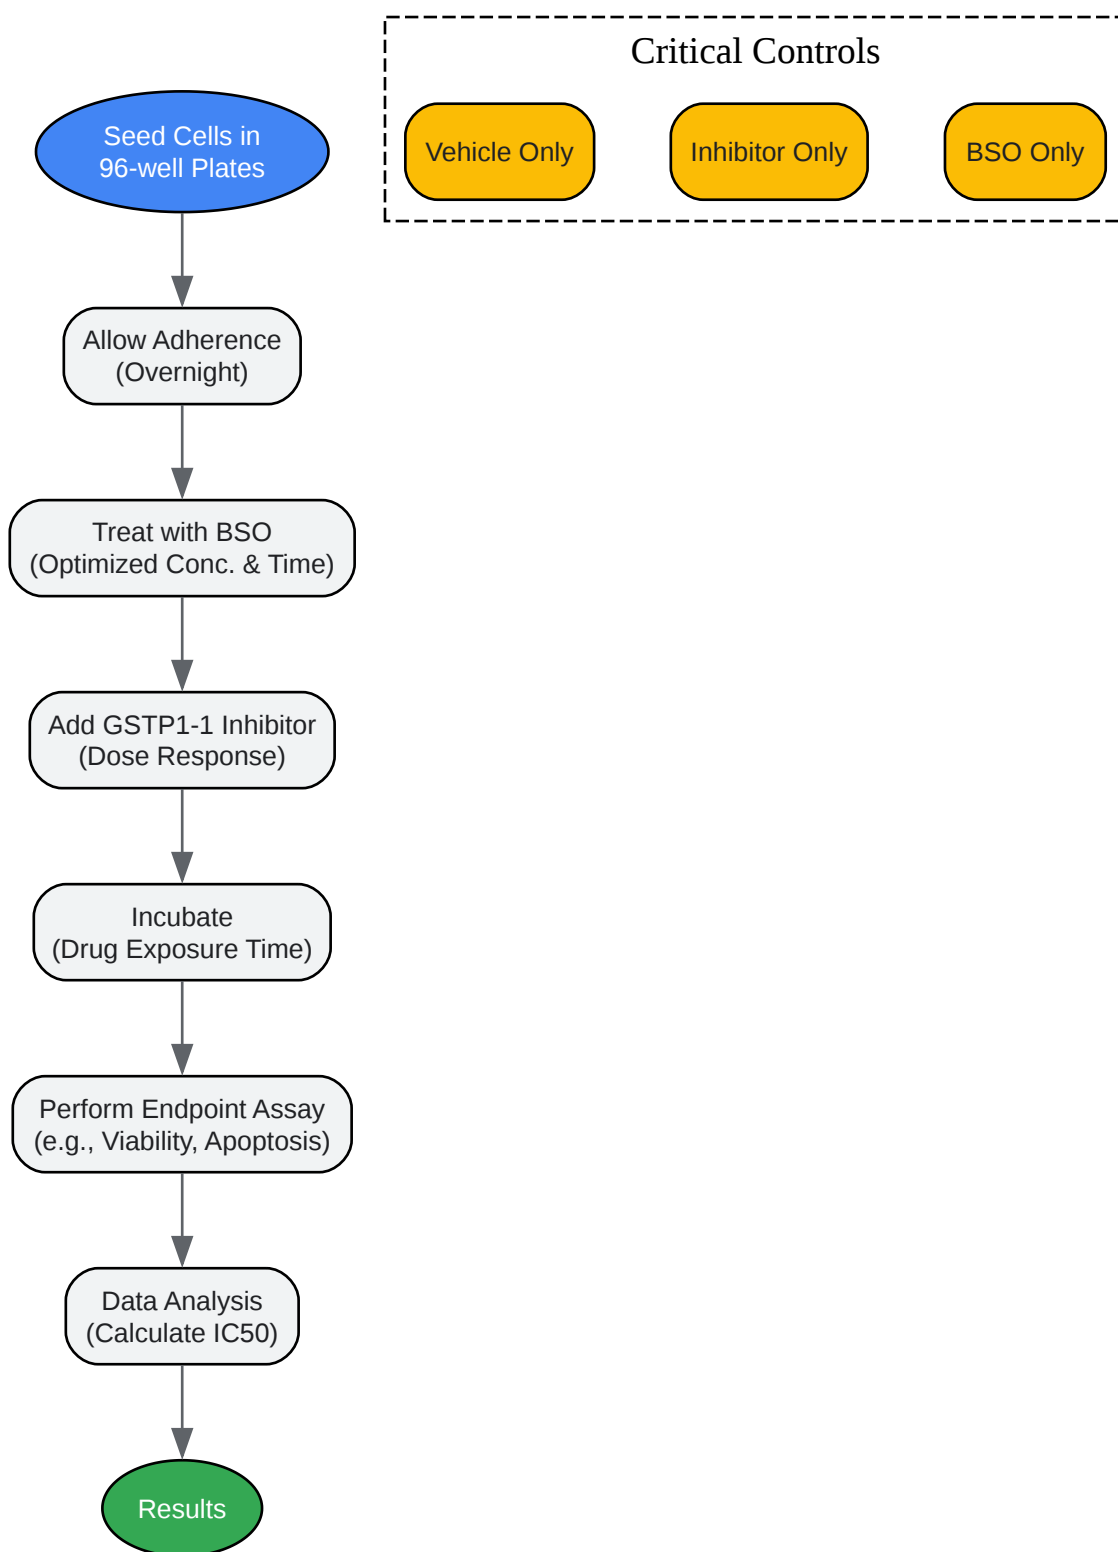 Critical Controls
Seed Cells in
96-well Plates
Vehicle Only
Inhibitor Only
BSO Only
Allow Adherence
(Overnight)
Treat with BSO
(Optimized Conc. & Time)
Add GSTP1-1 Inhibitor
(Dose Response)
Incubate
(Drug Exposure Time)
Perform Endpoint Assay
(e.g., Viability, Apoptosis)
Data Analysis
(Calculate IC50)
Results